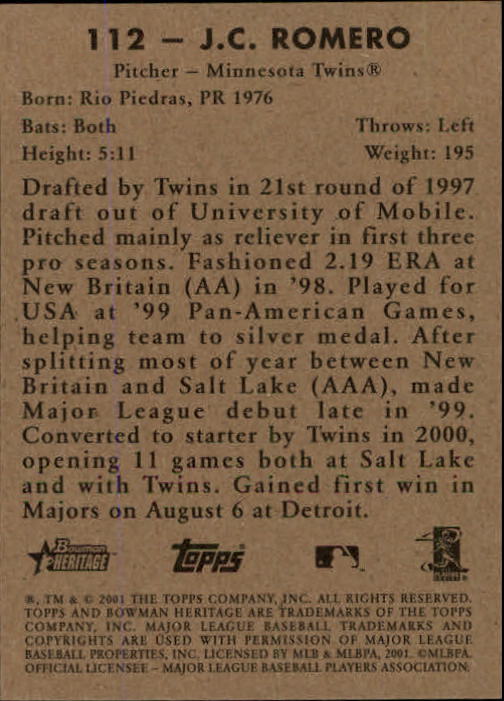 112 – J.C. ROMERO
Pitcher – Minnesota Twins®
Born: Rio Piedras, PR 1976
Bats: Both Throws: Left
Height: 5:11 Weight: 195
Drafted by Twins in 21st round of 1997
draft out of University of Mobile.
Pitched mainly as reliever in first three
pro seasons. Fashioned 2.19 ERA at
New Britain (AA) in '98. Played for
USA at '99 Pan-American Games,
helping team to silver medal. After
splitting most of year between New
Britain and Salt Lake (AAA), made
Major League debut late in '99.
Converted to starter by Twins in 2000,
opening 11 games both at Salt Lake
and with Twins. Gained first win in
Majors on August 6 at Detroit.
Bowman HERITAGE Topps
®, TM & © 2001 THE TOPPS COMPANY, INC. ALL RIGHTS RESERVED.
TOPPS AND BOWMAN HERITAGE ARE TRADEMARKS OF THE TOPPS
COMPANY, INC. MAJOR LEAGUE BASEBALL TRADEMARKS AND
COPYRIGHTS ARE USED WITH PERMISSION OF MAJOR LEAGUE
BASEBALL PROPERTIES, INC. LICENSED BY MLB & MLBPA, 2001. ©MLBPA.
OFFICIAL LICENSEE – MAJOR LEAGUE BASEBALL PLAYERS ASSOCIATION.